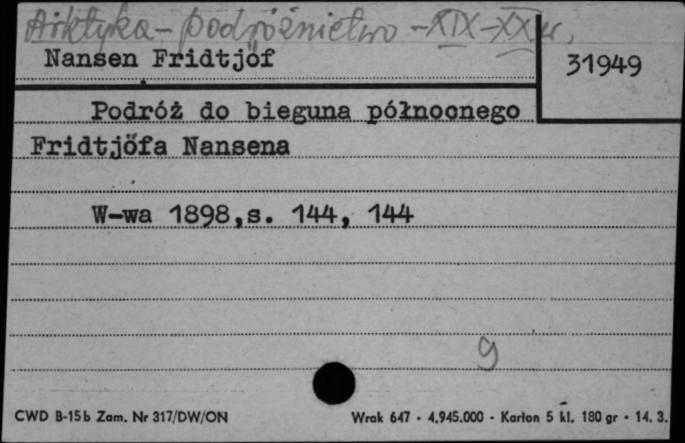 Arktyka - podróżnictwo - XIX-XX w.
Nansen Fridtjöf
31949
Podróż do bieguna północnego
Fridtjöfa Nansena
W-wa 1898,s. 144, 144
9
CWD B-15b Zam. Nr 317/DW/ON
Wrak 647 - 4.945.000 - Karton 5 kl. 180 gr - 14. 3.